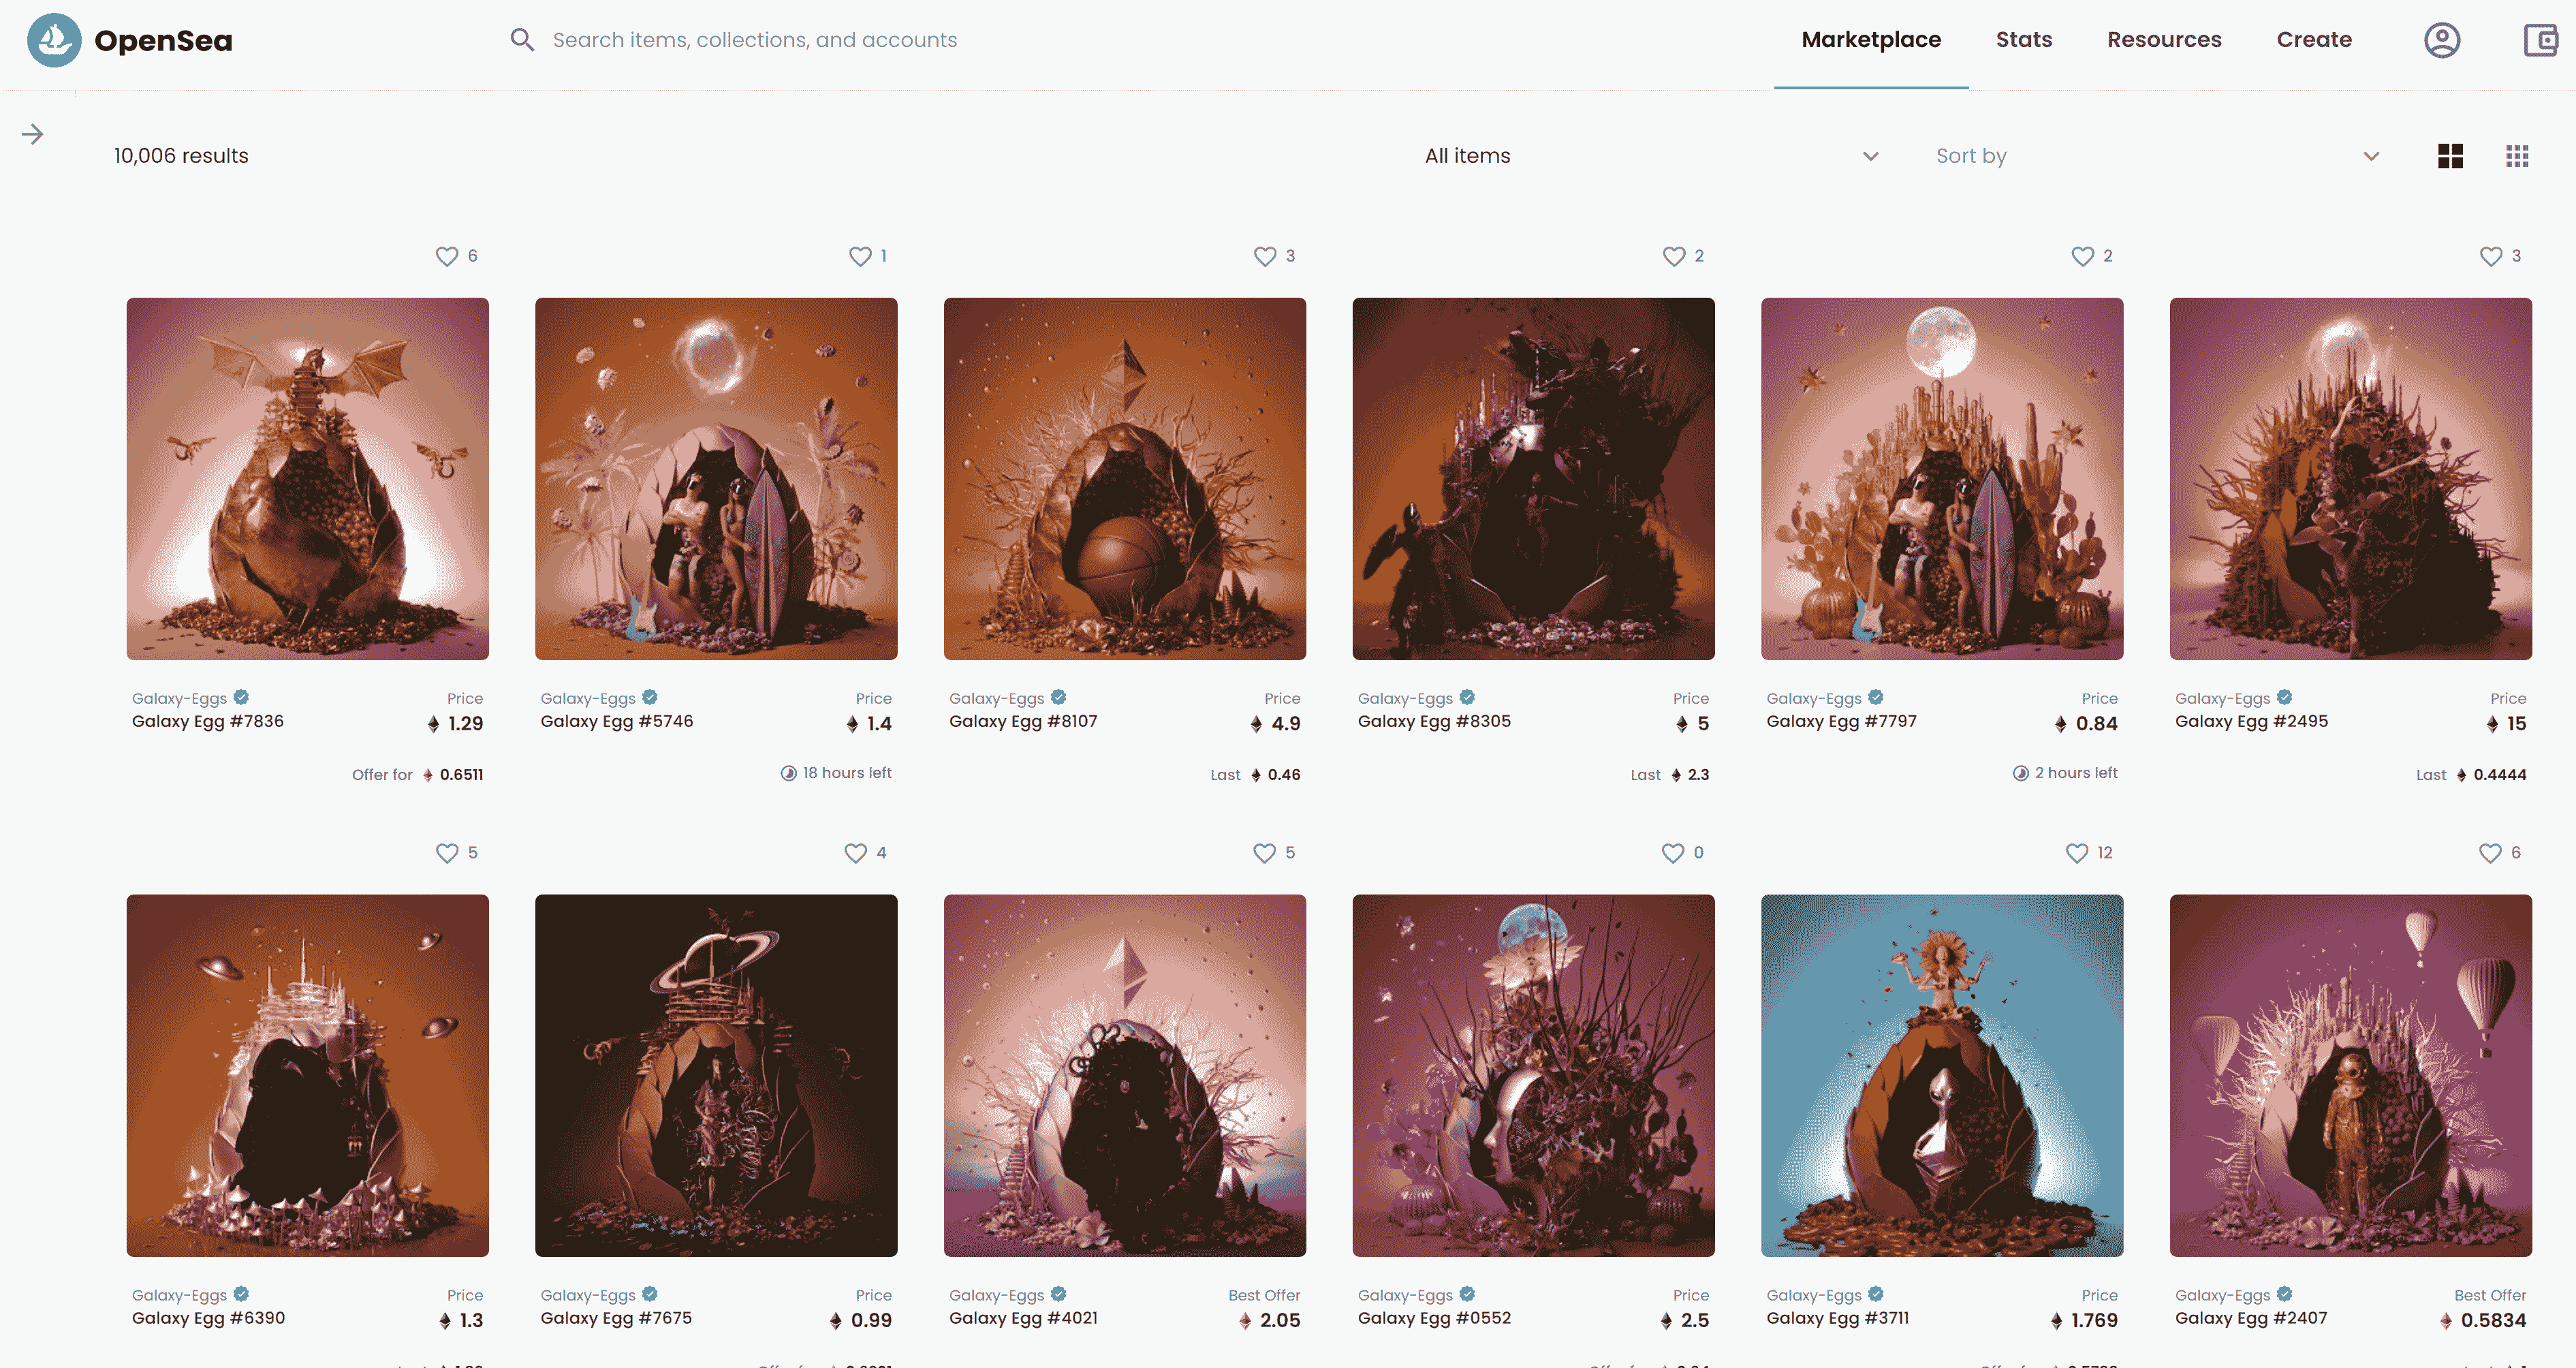 OpenSea
Search items, collections, and accounts
Marketplace Stats Resources Create
10,006 results
All items
Sort by
6 1 3 2 2 3
Galaxy-Eggs Price Galaxy-Eggs Price Galaxy-Eggs Price Galaxy-Eggs Price Galaxy-Eggs Price Galaxy-Eggs Price
Galaxy Egg #7836 1.29 Galaxy Egg #5746 1.4 Galaxy Egg #8107 4.9 Galaxy Egg #8305 5 Galaxy Egg #7797 0.84 Galaxy Egg #2495 15
Offer for 0.6511 18 hours left Last 0.46 Last 2.3 2 hours left Last 0.4444
5 4 5 0 12 6
Galaxy-Eggs Price Galaxy-Eggs Price Galaxy-Eggs Best Offer Galaxy-Eggs Price Galaxy-Eggs Price Galaxy-Eggs Best Offer
Galaxy Egg #6390 1.3 Galaxy Egg #7675 0.99 Galaxy Egg #4021 2.05 Galaxy Egg #0552 2.5 Galaxy Egg #3711 1.769 Galaxy Egg #2407 0.5834